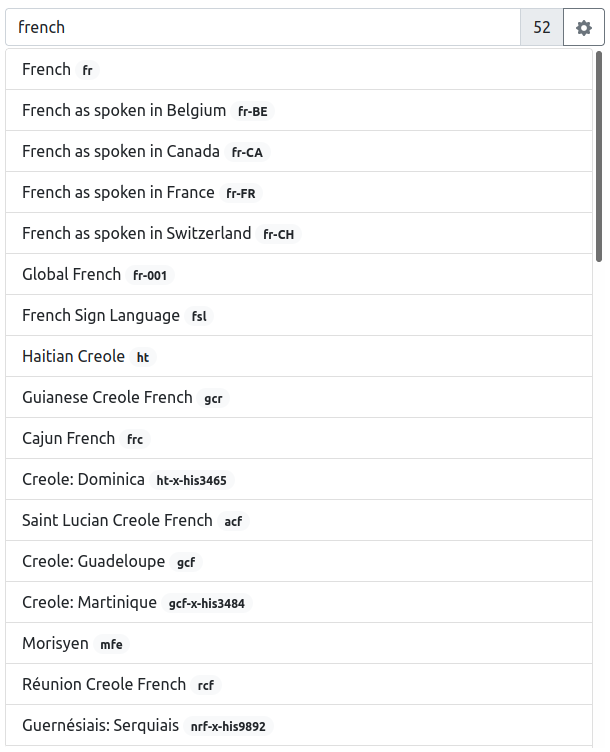 french 52
French fr
French as spoken in Belgium fr-BE
French as spoken in Canada fr-CA
French as spoken in France fr-FR
French as spoken in Switzerland fr-CH
Global French fr-001
French Sign Language fsl
Haitian Creole ht
Guianese Creole French gcr
Cajun French frc
Creole: Dominica ht-x-his3465
Saint Lucian Creole French acf
Creole: Guadeloupe gcf
Creole: Martinique gcf-x-his3484
Morisyen mfe
Réunion Creole French rcf
Guernésiais: Serquiais nrf-x-his9892